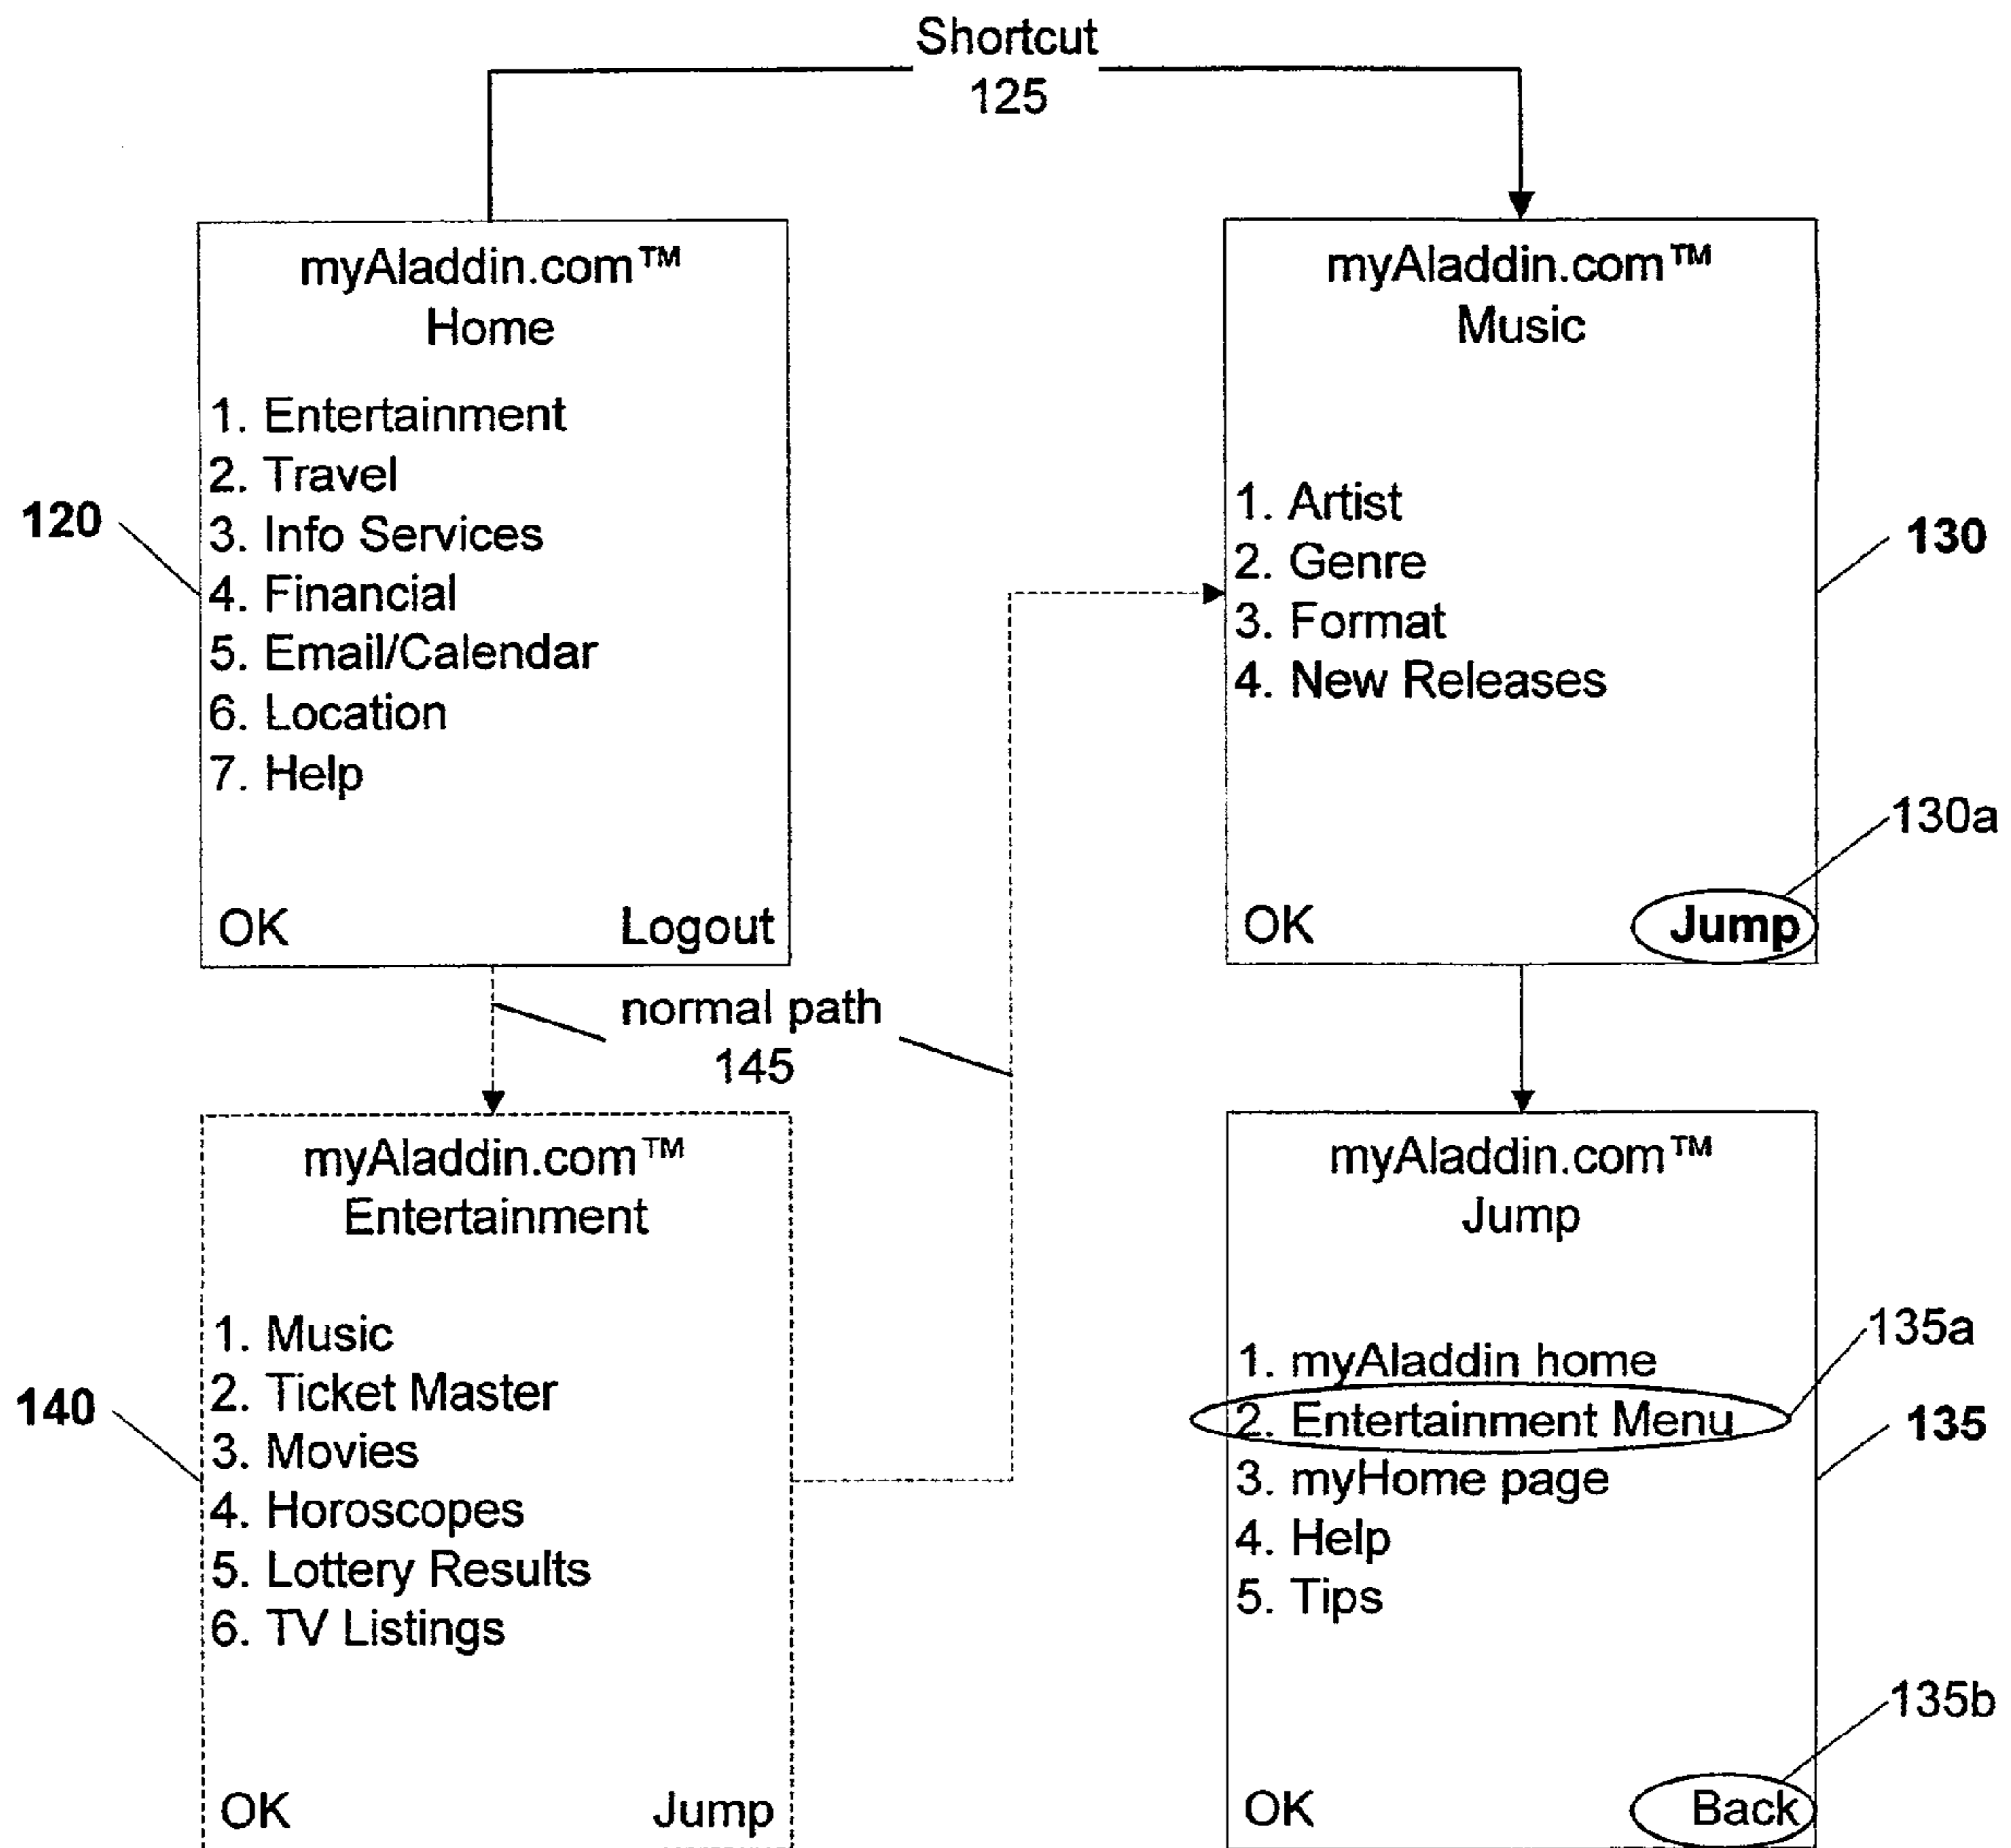 Shortcut
125
myAladdin.com™
Home
1. Entertainment
2. Travel
3. Info Services
4. Financial
5. Email/Calendar
6. Location
7. Help
OK Logout
120
myAladdin.com™
Music
1. Artist
2. Genre
3. Format
4. New Releases
OK Jump
130
130a
normal path
145
myAladdin.com™
Entertainment
1. Music
2. Ticket Master
3. Movies
4. Horoscopes
5. Lottery Results
6. TV Listings
OK Jump
140
myAladdin.com™
Jump
1. myAladdin home
2. Entertainment Menu
3. myHome page
4. Help
5. Tips
OK Back
135a
135
135b